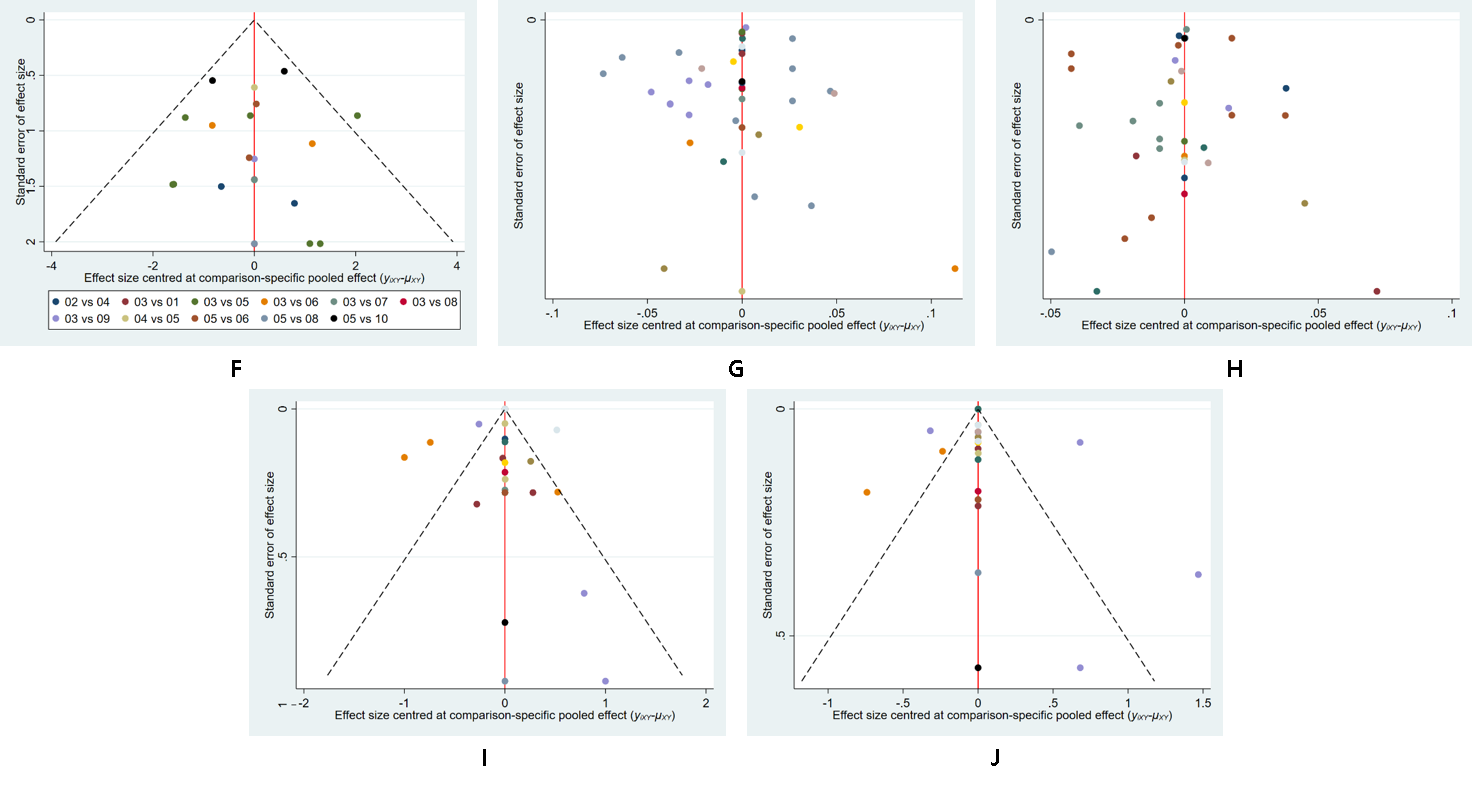 Standard error of effect size
0
.5
1
1.5
2
-4
-2
0
2
4
Effect size centred at comparison-specific pooled effect (yiXY-μXY)
02 vs 04
03 vs 01
03 vs 05
03 vs 06
03 vs 07
03 vs 08
03 vs 09
04 vs 05
05 vs 06
05 vs 08
05 vs 10
Standard error of effect size
0
-.1
-.05
0
.05
.1
Effect size centred at comparison-specific pooled effect (yiXY-μXY)
Standard error of effect size
0
-.05
0
.05
.1
Effect size centred at comparison-specific pooled effect (yiXY-μXY)
F
G
H
Standard error of effect size
0
.5
1
-2
-1
0
1
2
Effect size centred at comparison-specific pooled effect (yiXY-μXY)
Standard error of effect size
0
.5
-1
-.5
0
.5
1
1.5
Effect size centred at comparison-specific pooled effect (yiXY-μXY)
I
J